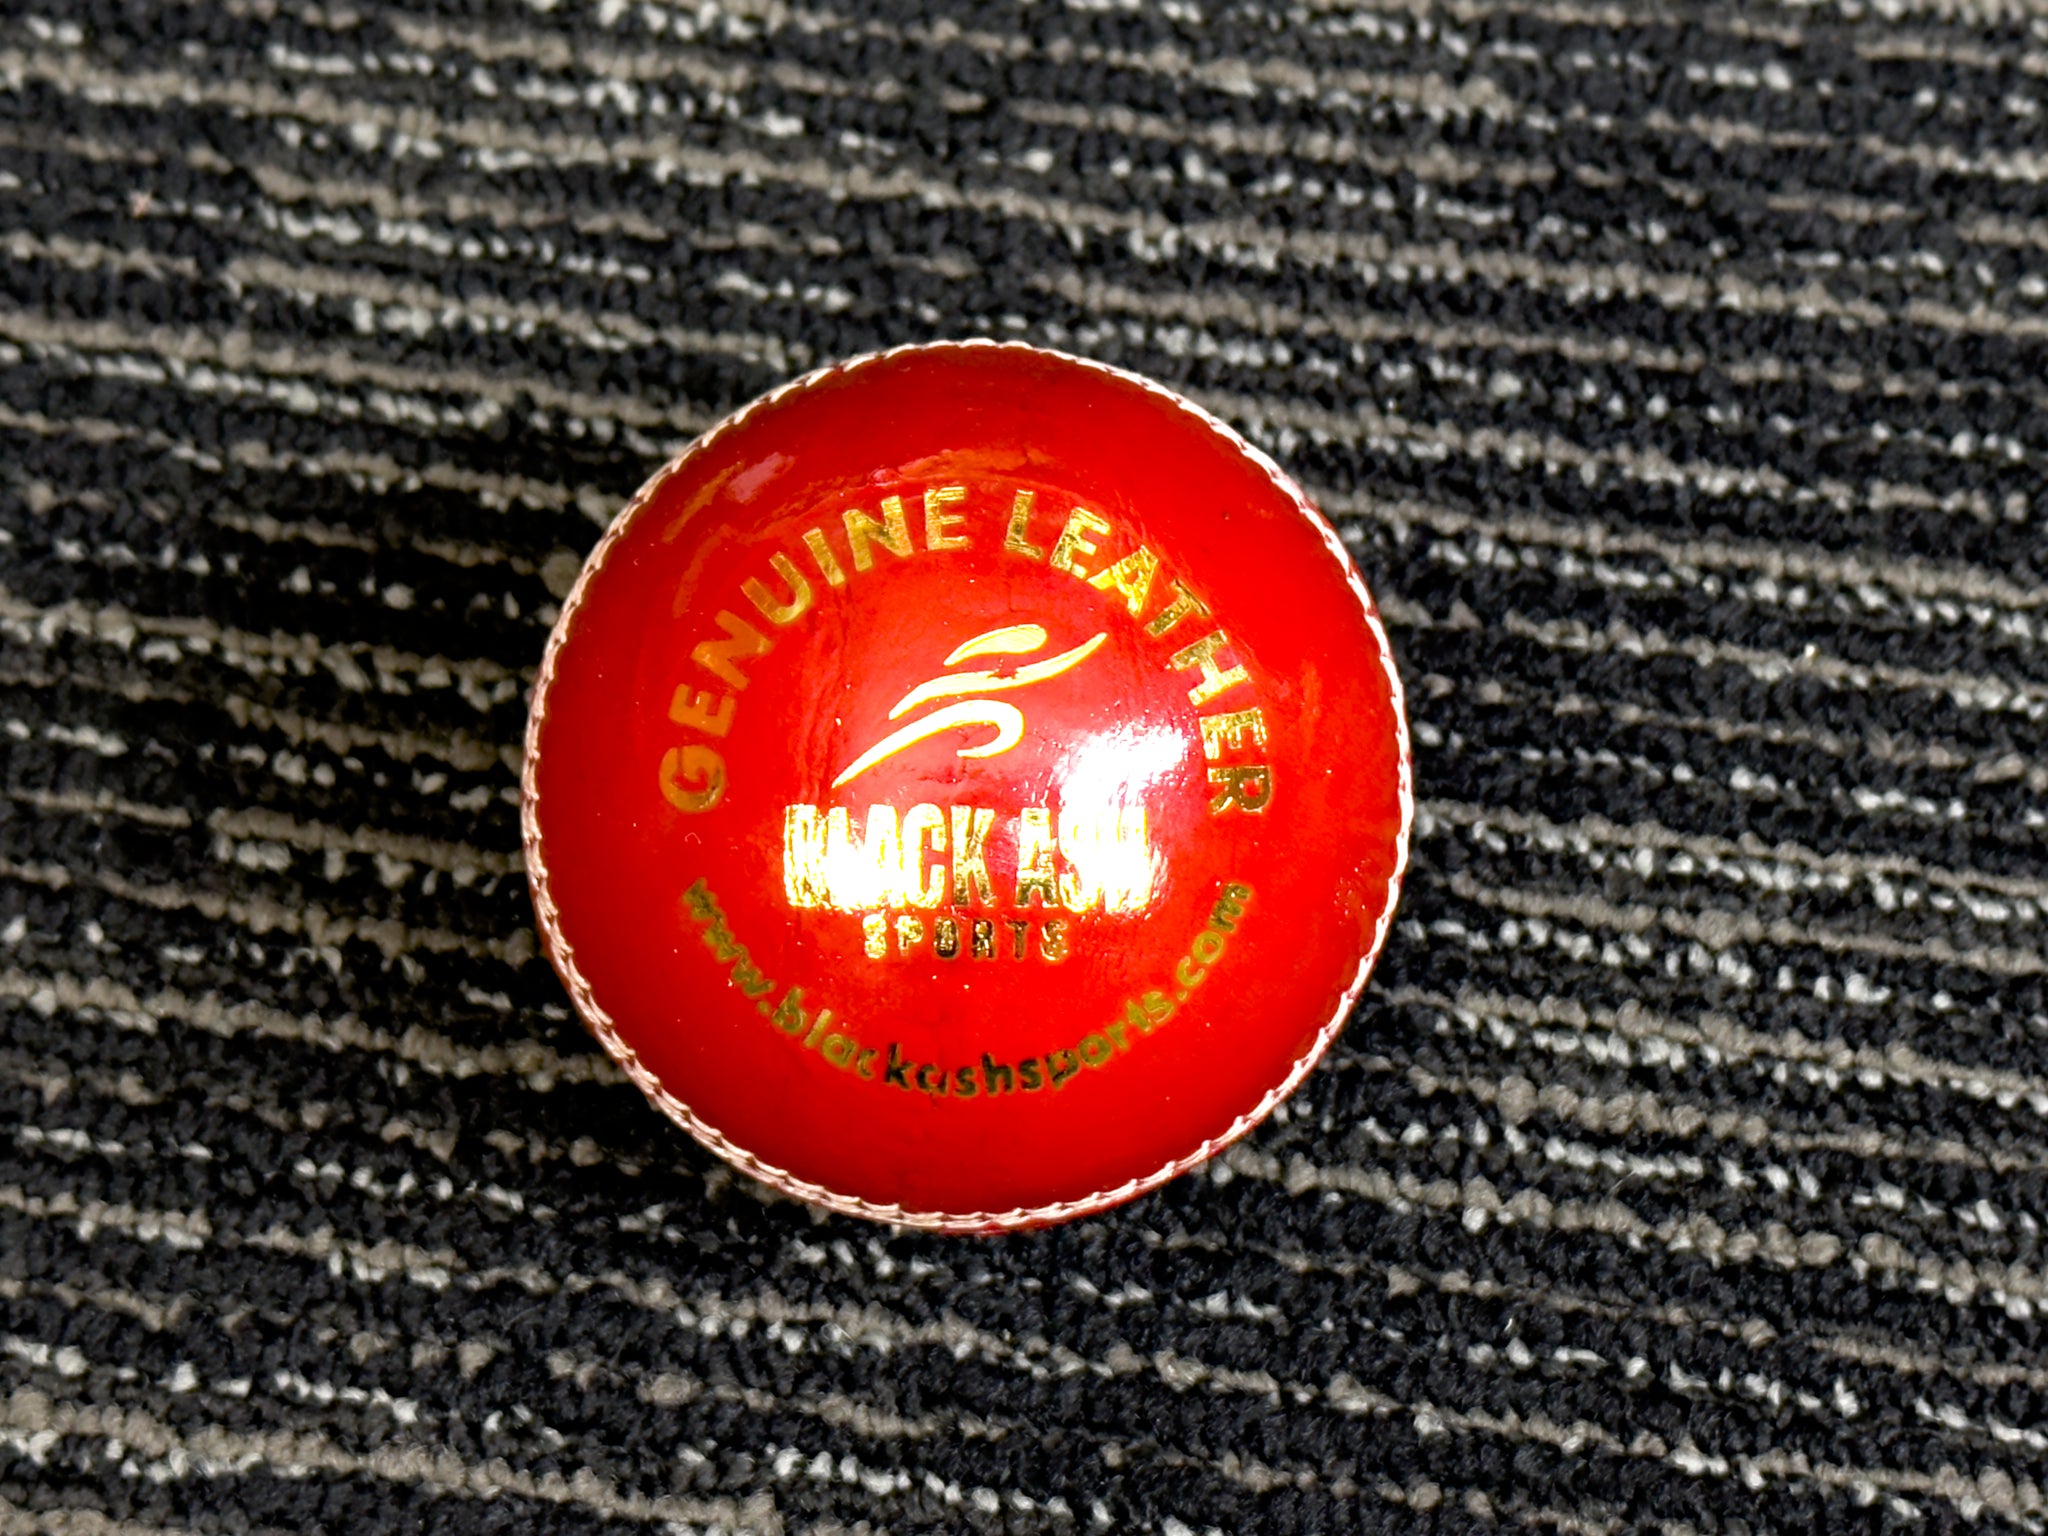 GENUINE LEATHER
BLACK ASH
SPORTS
www.blackashsports.com